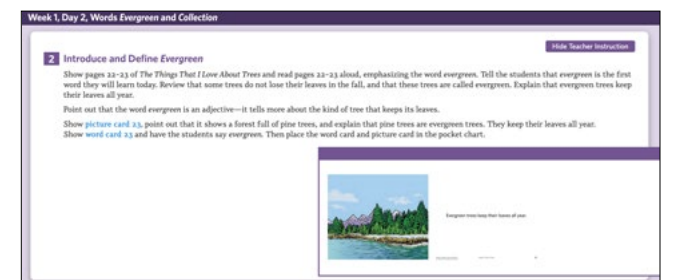 Week 1, Day 2, Words Evergreen and Collection
Hide Teacher Instruction
2 Introduce and Define Evergreen
Show pages 22–23 of The Things That I Love About Trees and read pages 22–23 aloud, emphasizing the word evergreen. Tell the students that evergreen is the first
word they will learn today. Review that some trees do not lose their leaves in the fall, and that these trees are called evergreen. Explain that evergreen trees keep
their leaves all year.
Point out that the word evergreen is an adjective—it tells more about the kind of tree that keeps its leaves.
Show picture card 23, point out that it shows a forest full of pine trees, and explain that pine trees are evergreen trees. They keep their leaves all year.
Show word card 23 and have the students say evergreen. Then place the word card and picture card in the pocket chart.
Evergreen trees keep their leaves all year.